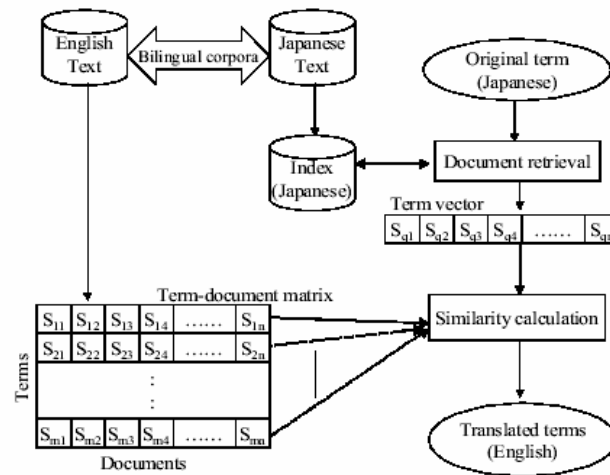 English
Text
Bilingual corpora
Japanese
Text
Original term
(Japanese)
Index
(Japanese)
Document retrieval
Term vector
Sq1 Sq2 Sq3 Sq4 ...... Sqn
Term-document matrix
S11 S12 S13 S14 ...... S1n
S21 S22 S23 S24 ...... S2n
:
:
Sm1 Sm2 Sm3 Sm4 ...... Smn
Terms
Documents
Similarity calculation
Translated terms
(English)